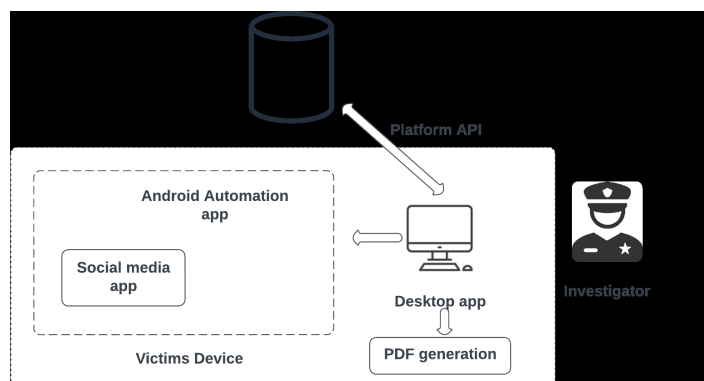 Platform API
Android Automation
app
Social media
app
Desktop app
Investigator
PDF generation
Victims Device